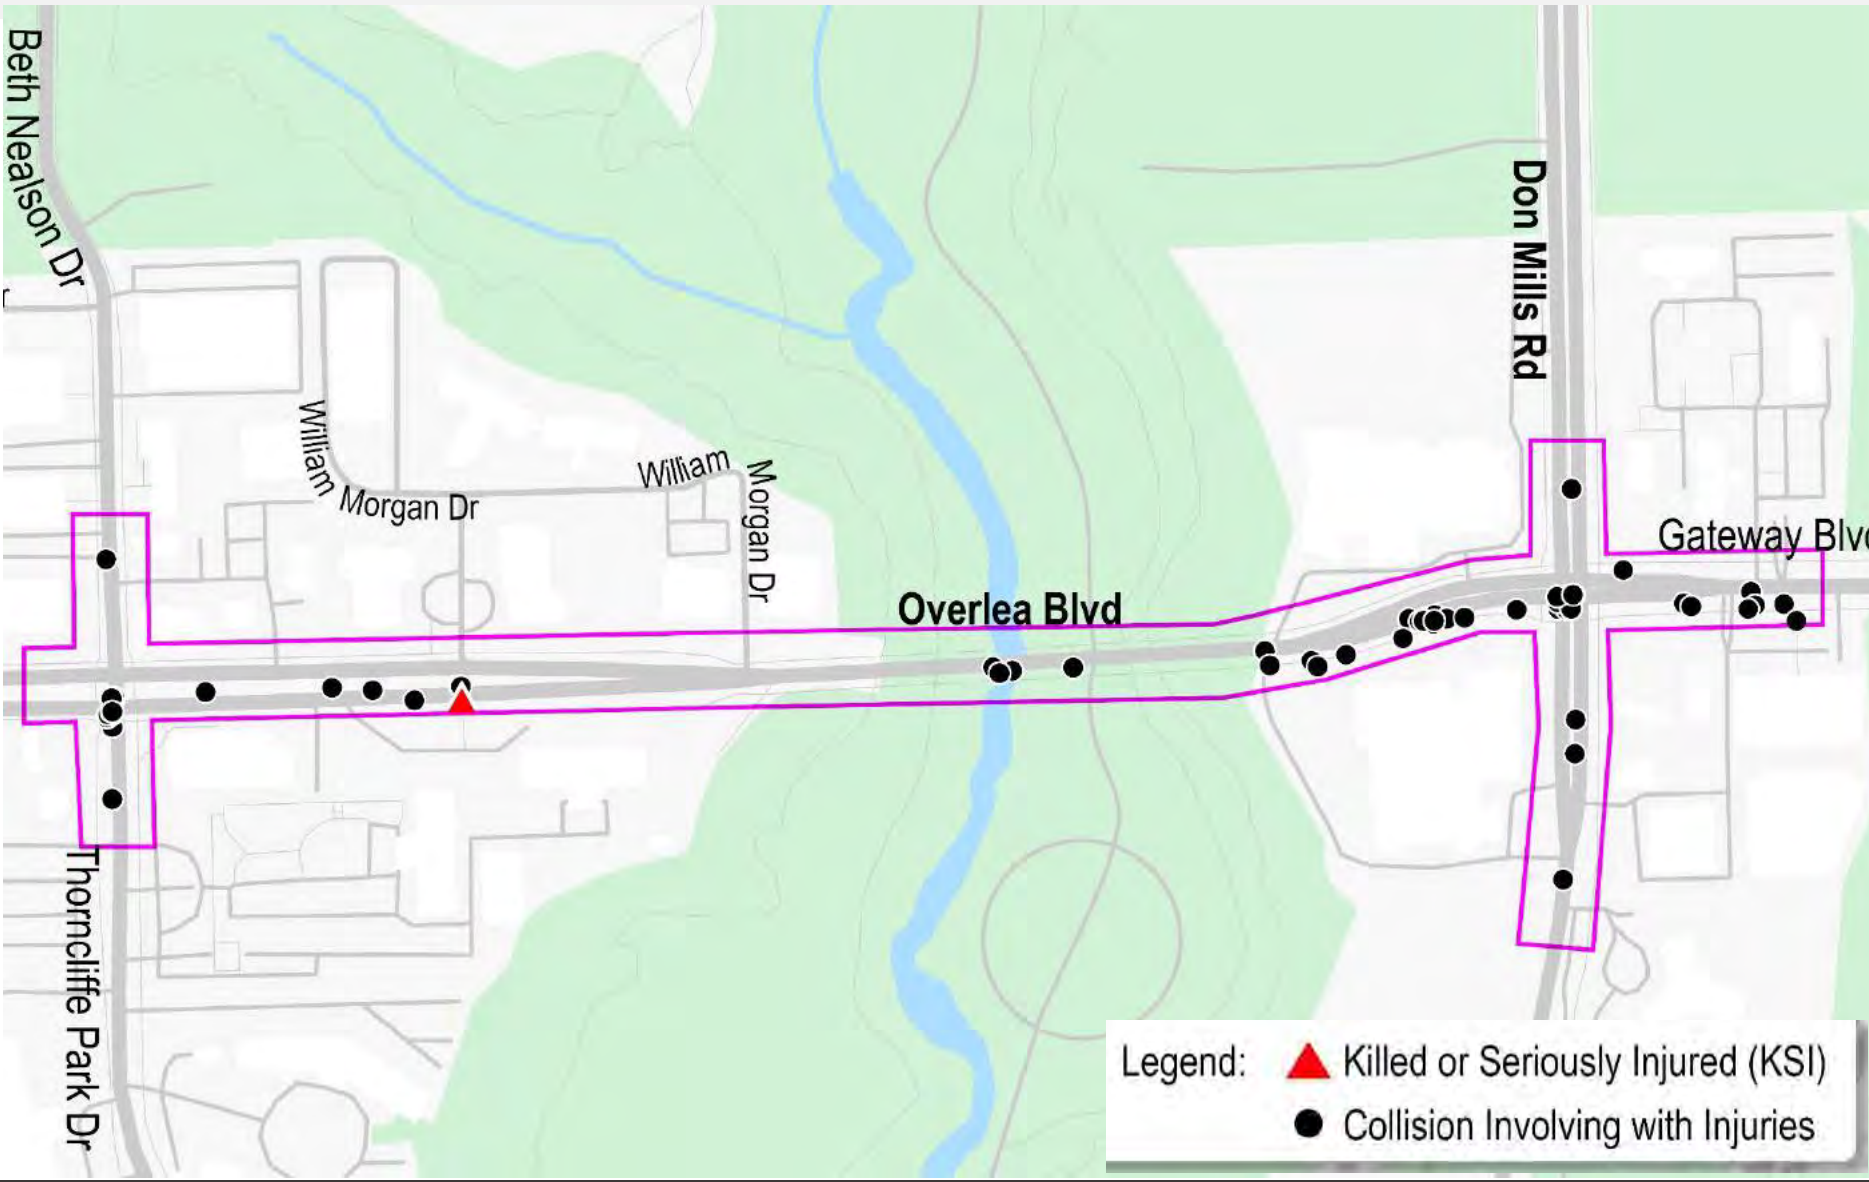 Beth Nealson Dr
Don Mills Rd
William
Morgan Dr
William
Morgan Dr
Gateway Blvd
Overlea Blvd
Thorncliffe Park Dr
Legend:
Killed or Seriously Injured (KSI)
Collision Involving with Injuries